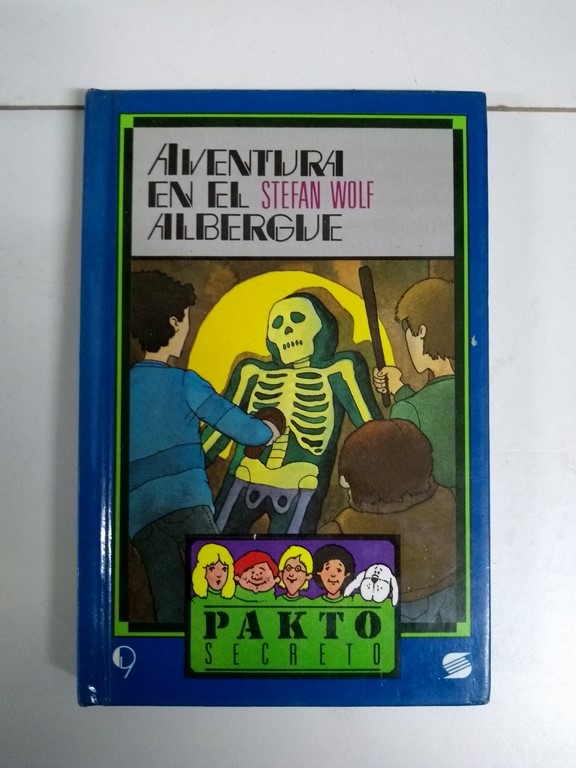 AVENTURA
EN EL STEFAN WOLF
ALBERGUE
PAKTO
SECRETO
9